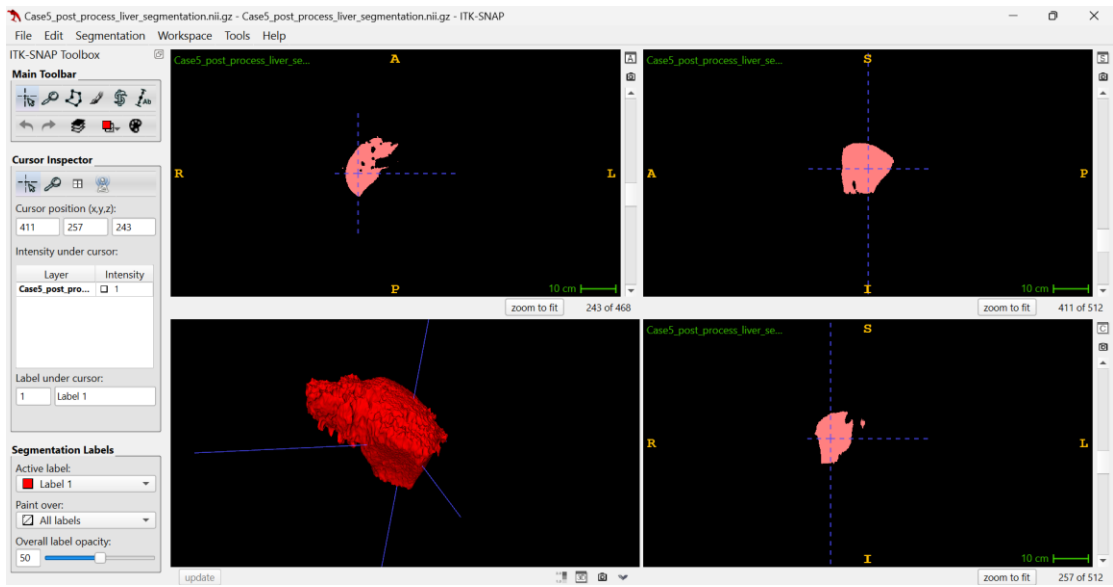 Case5_post_process_liver_segmentation.nii.gz - Case5_post_process_liver_segmentation.nii.gz - ITK-SNAP
File Edit Segmentation Workspace Tools Help
ITK-SNAP Toolbox
Main Toolbar
Ab
Cursor Inspector
Cursor position (x,y,z):
411 257 243
Intensity under cursor:
Layer Intensity
Case5_post_pro... 1
Label under cursor:
1 Label 1
Segmentation Labels
Active label:
Label 1
Paint over:
All labels
Overall label opacity:
50
Case5_post_process_liver_se...
A
R
L
P
10 cm
A
zoom to fit 243 of 468
Case5_post_process_liver_se...
S
A
P
I
10 cm
S
zoom to fit 411 of 512
update
3D
Case5_post_process_liver_se...
S
R
L
I
10 cm
C
zoom to fit 257 of 512